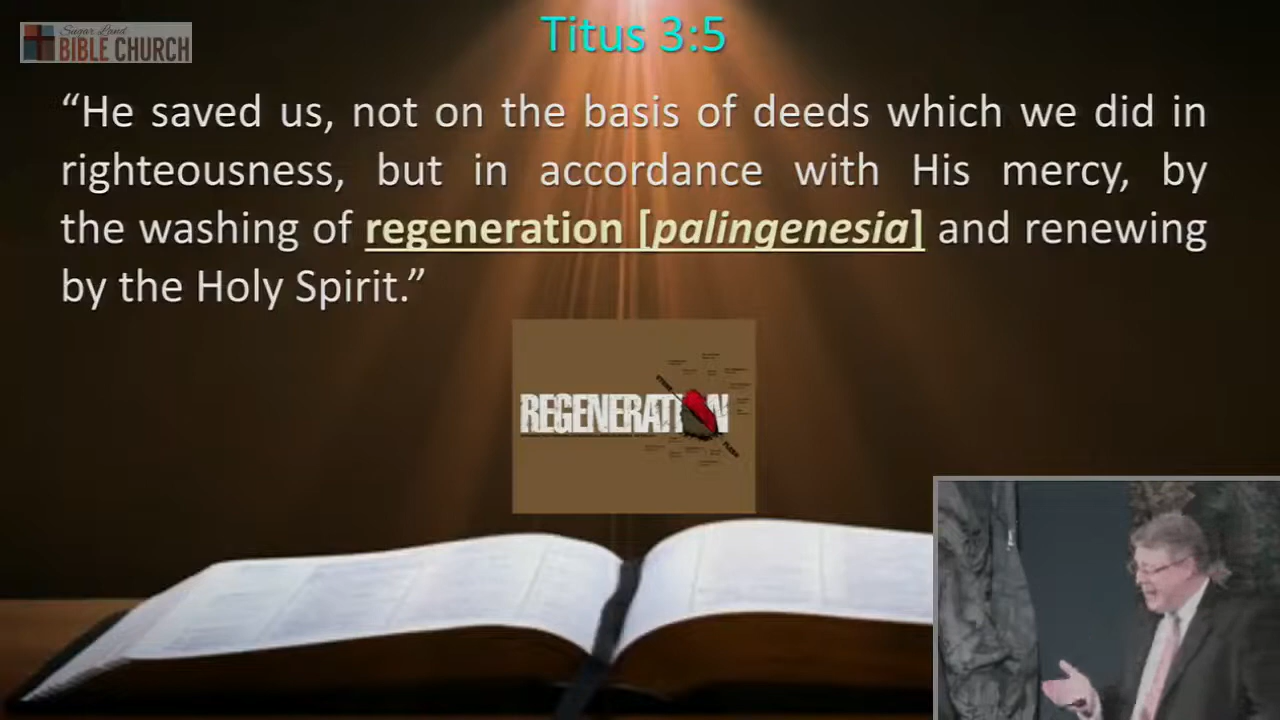 Sugar Land
BIBLE CHURCH
Titus 3:5
“He saved us, not on the basis of deeds which we did in
righteousness, but in accordance with His mercy, by
the washing of regeneration [palingenesia] and renewing
by the Holy Spirit.”
REGENERATION
FLESH